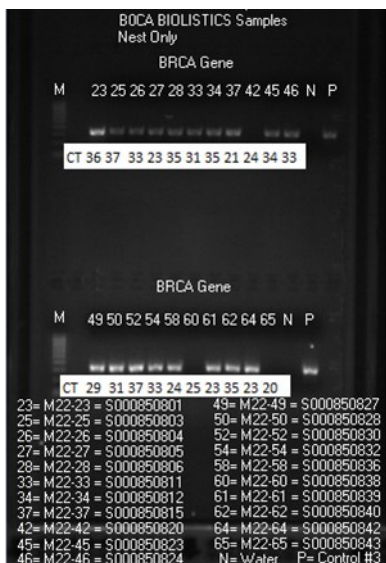 BOCA BIOLISTICS Samples
Nest Only
BRCA Gene
M 23 25 26 27 28 33 34 37 42 45 46 N P
CT 36 37 33 23 35 31 35 21 24 34 33
BRCA Gene
M 49 50 52 54 58 60 61 62 64 65 N P
CT 29 31 37 33 24 25 23 35 23 20
23= M22-23 = S000850801 49= M22-49 = S000850827
25= M22-25 = S000850803 50= M22-50 = S000850828
26= M22-26 = S000850804 52= M22-52 = S000850830
27= M22-27 = S000850805 54= M22-54 = S000850832
28= M22-28 = S000850806 58= M22-58 = S000850836
33= M22-33 = S000850811 60= M22-60 = S000850838
34= M22-34 = S000850812 61= M22-61 = S000850839
37= M22-37 = S000850815 62= M22-62 = S000850840
42= M22-42 = S000850820 64= M22-64 = S000850842
45= M22-45 = S000850823 65= M22-65 = S000850843
46= M22-46 = S000850824 N= Water P= Control #3